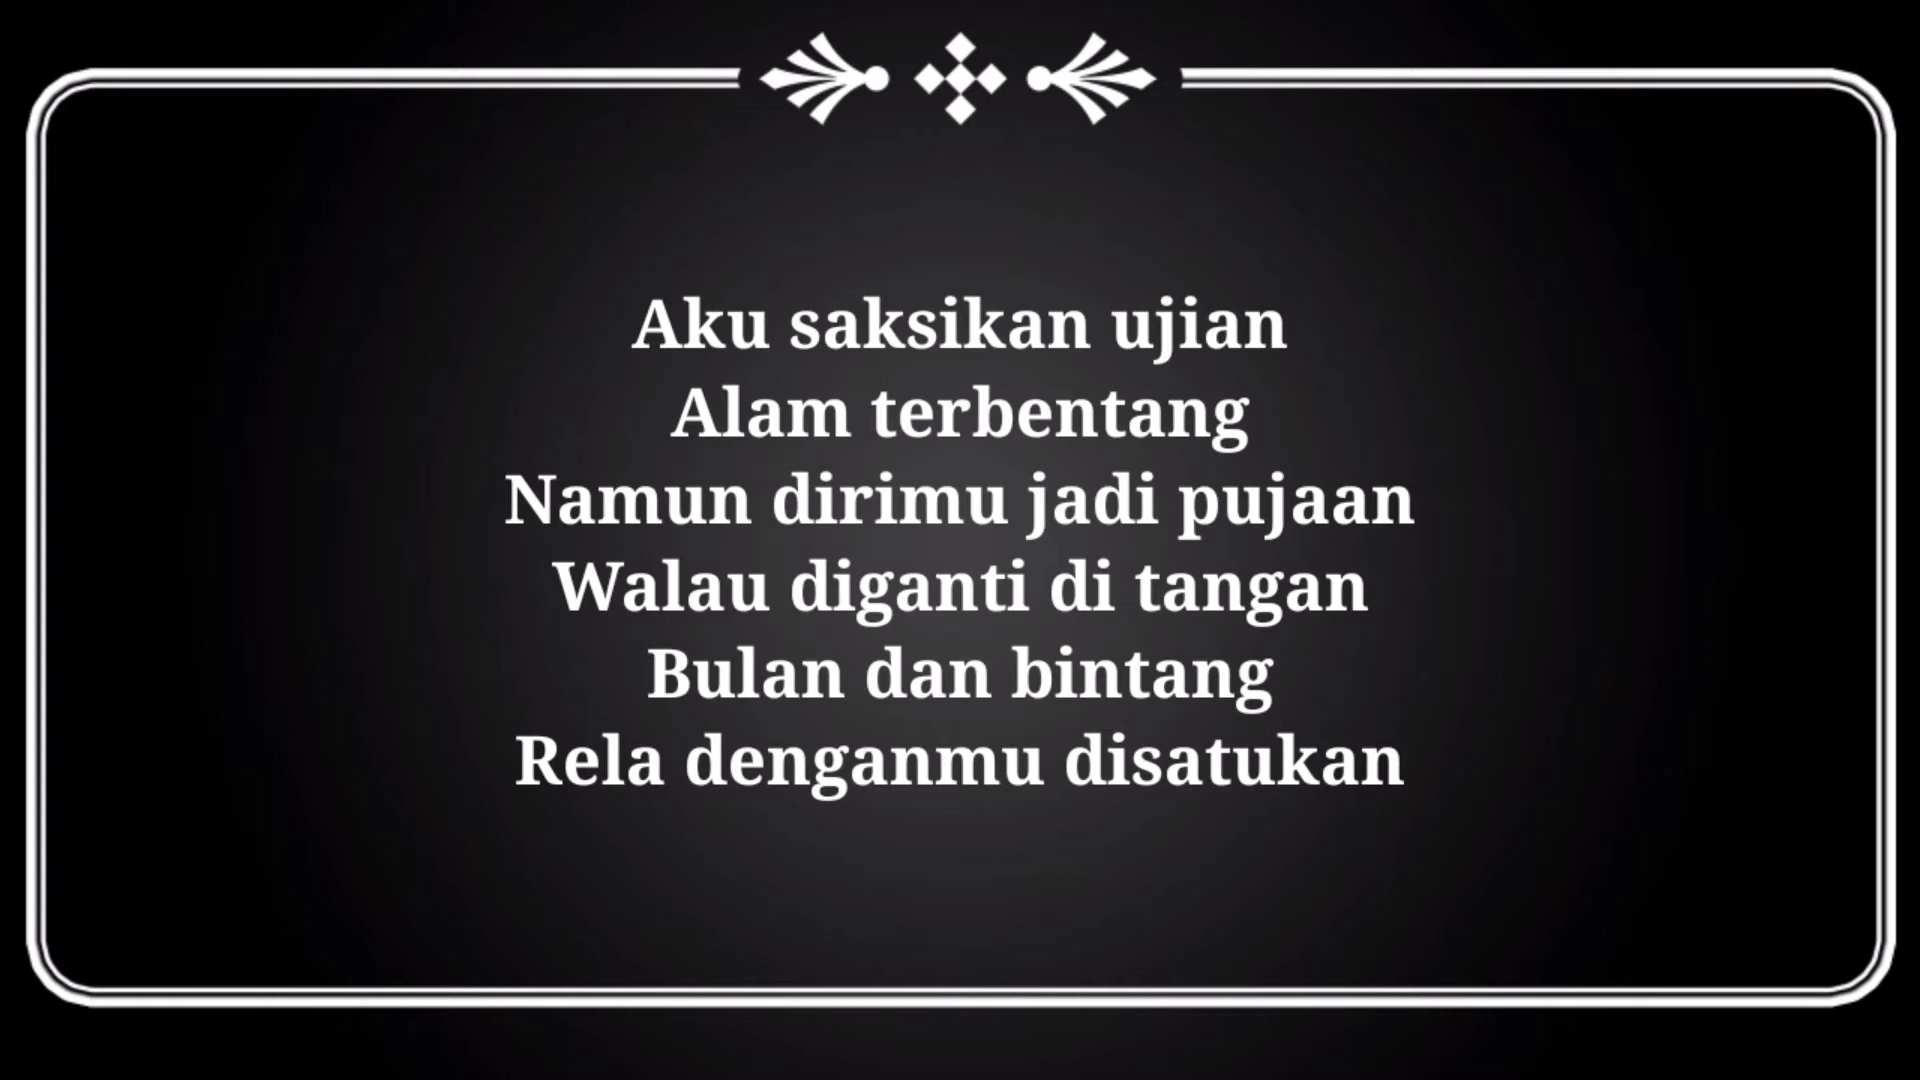 Aku saksikan ujian
Alam terbentang
Namun dirimu jadi pujaan
Walau diganti di tangan
Bulan dan bintang
Rela denganmu disatukan